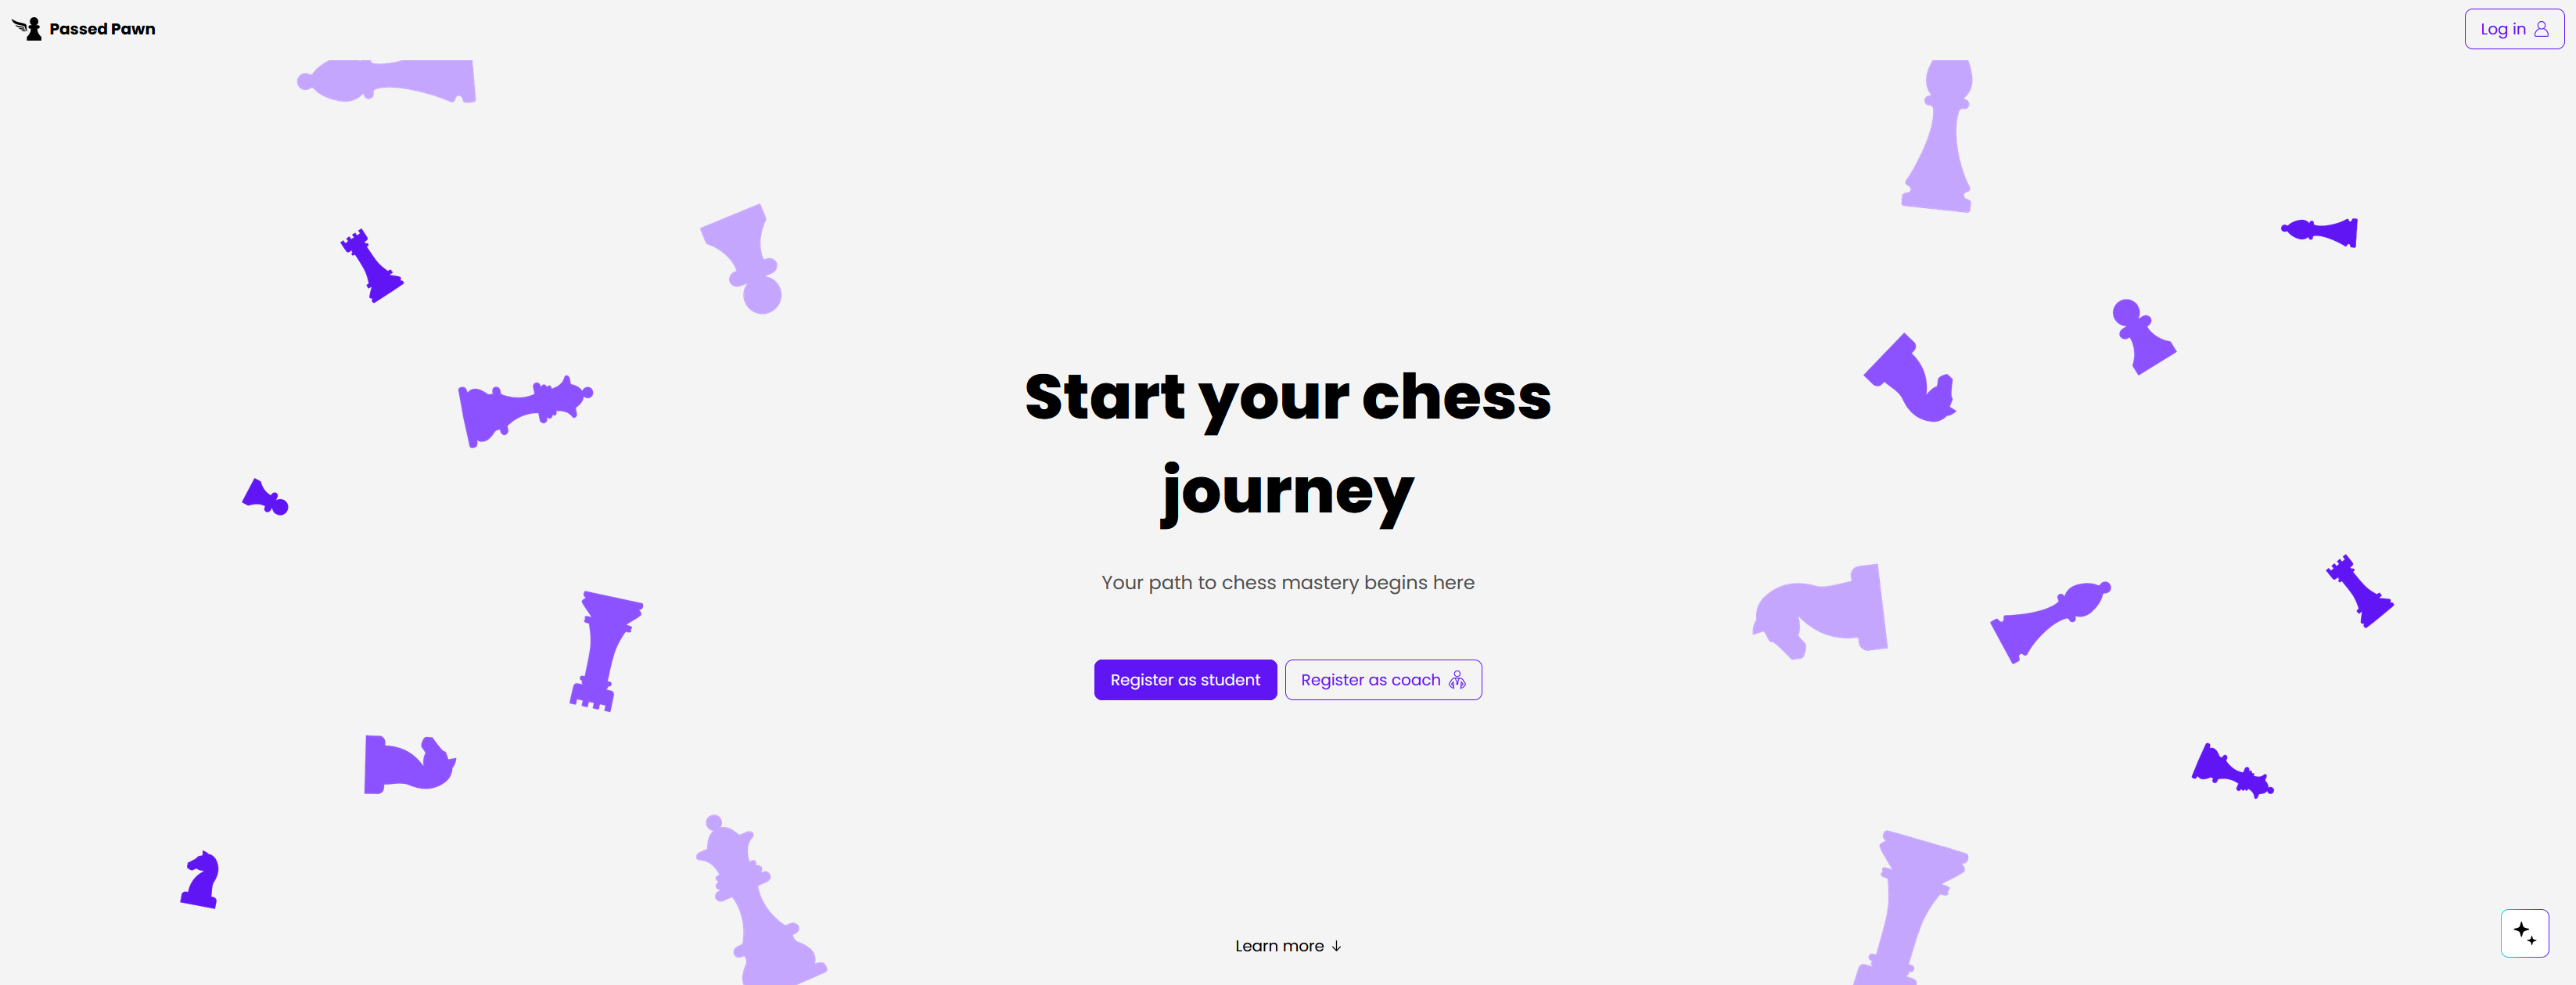 Passed Pawn
Log in
Start your chess
journey
Your path to chess mastery begins here
Register as student
Register as coach
Learn more ↓